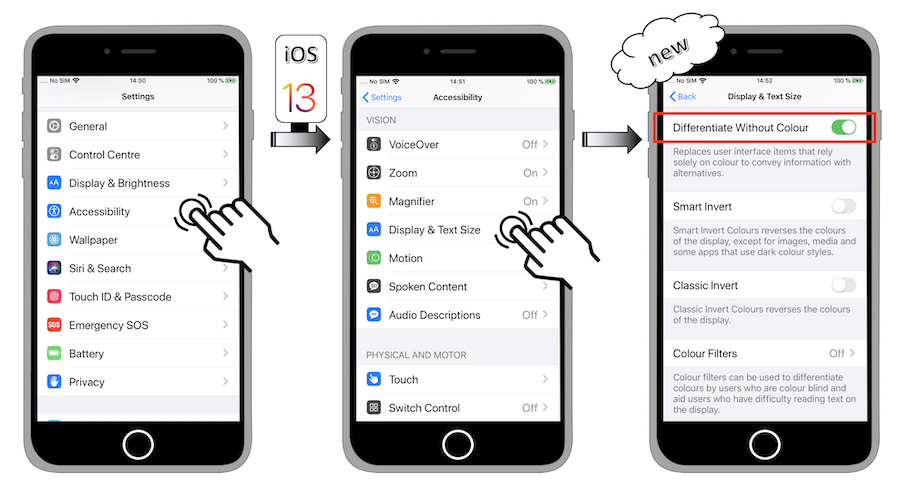 No SIM 14:50 100 %
Settings
General
Control Centre
Display & Brightness
Accessibility
Wallpaper
Siri & Search
Touch ID & Passcode
SOS Emergency SOS
Battery
Privacy
iOS
13
No SIM 14:51 100 %
Settings Accessibility
VISION
VoiceOver Off
Zoom On
Magnifier On
AA Display & Text Size
Motion
Spoken Content
Audio Descriptions Off
PHYSICAL AND MOTOR
Touch
Switch Control Off
new
No SIM 14:52 100 %
Back Display & Text Size
Differentiate Without Colour
Replaces user interface items that rely
solely on colour to convey information with
alternatives.
Smart Invert
Smart Invert Colours reverses the colours
of the display, except for images, media and
some apps that use dark colour styles.
Classic Invert
Classic Invert Colours reverses the colours
of the display.
Colour Filters Off
Colour filters can be used to differentiate
colours by users who are colour blind and
aid users who have difficulty reading text on
the display.